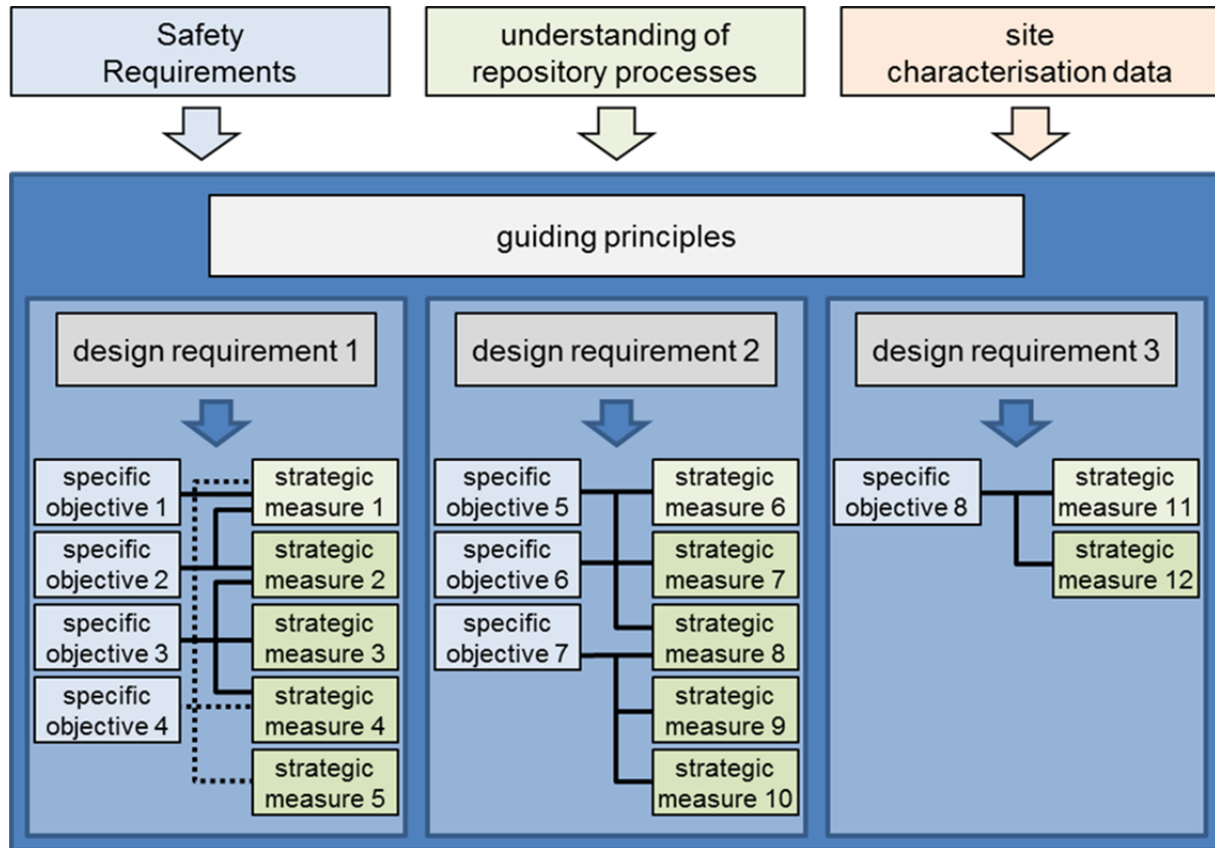 Safety
Requirements
understanding of
repository processes
site
characterisation data
guiding principles
design requirement 1
specific
objective 1
strategic
measure 1
specific
objective 2
strategic
measure 2
specific
objective 3
strategic
measure 3
specific
objective 4
strategic
measure 4
strategic
measure 5
design requirement 2
specific
objective 5
strategic
measure 6
specific
objective 6
strategic
measure 7
specific
objective 7
strategic
measure 8
strategic
measure 9
strategic
measure 10
design requirement 3
specific
objective 8
strategic
measure 11
strategic
measure 12